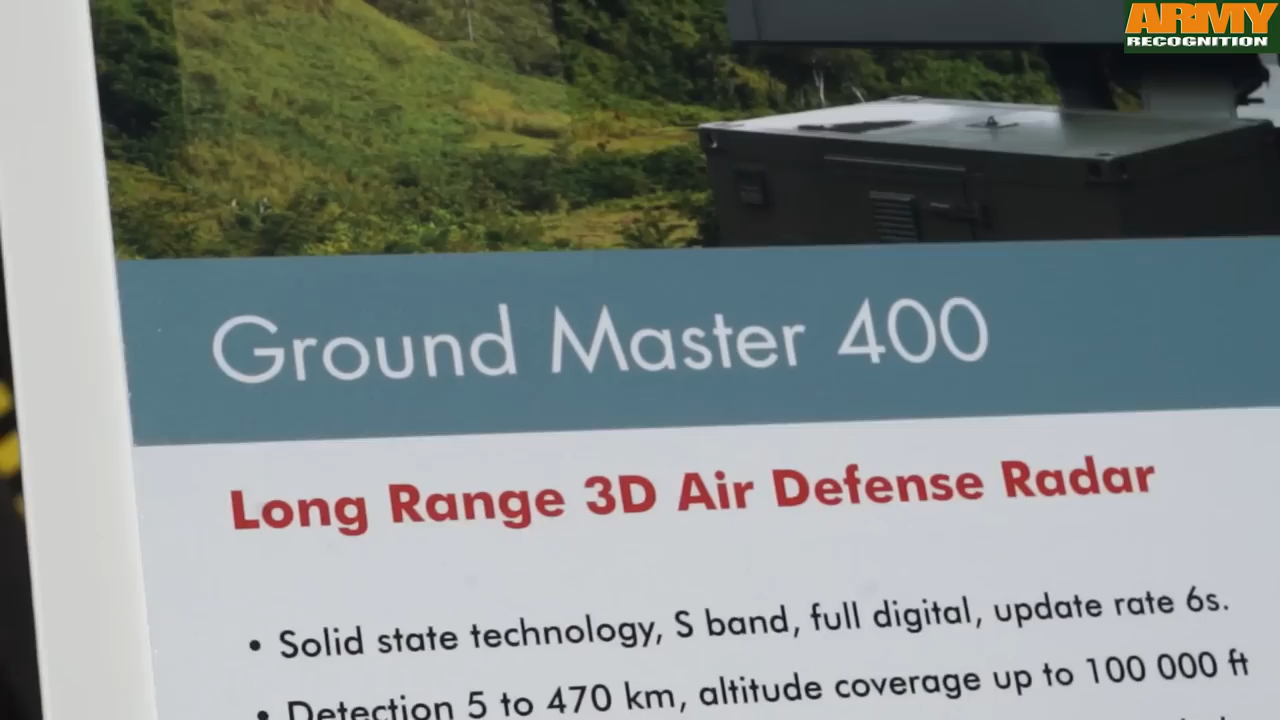 ARMY
RECOGNITION
Ground Master 400
Long Range 3D Air Defense Radar
• Solid state technology, S band, full digital, update rate 6s.
• Detection 5 to 470 km, altitude coverage up to 100 000 ft